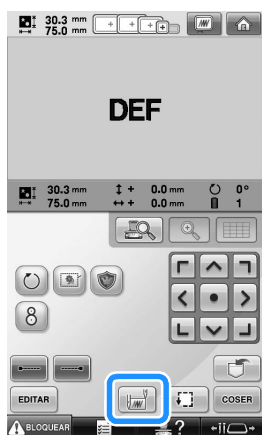 30.3 mm
75.0 mm
DEF
30.3 mm + 0.0 mm 0°
75.0 mm + 0.0 mm 1
EDITAR
COSER
BLOQUEAR
?